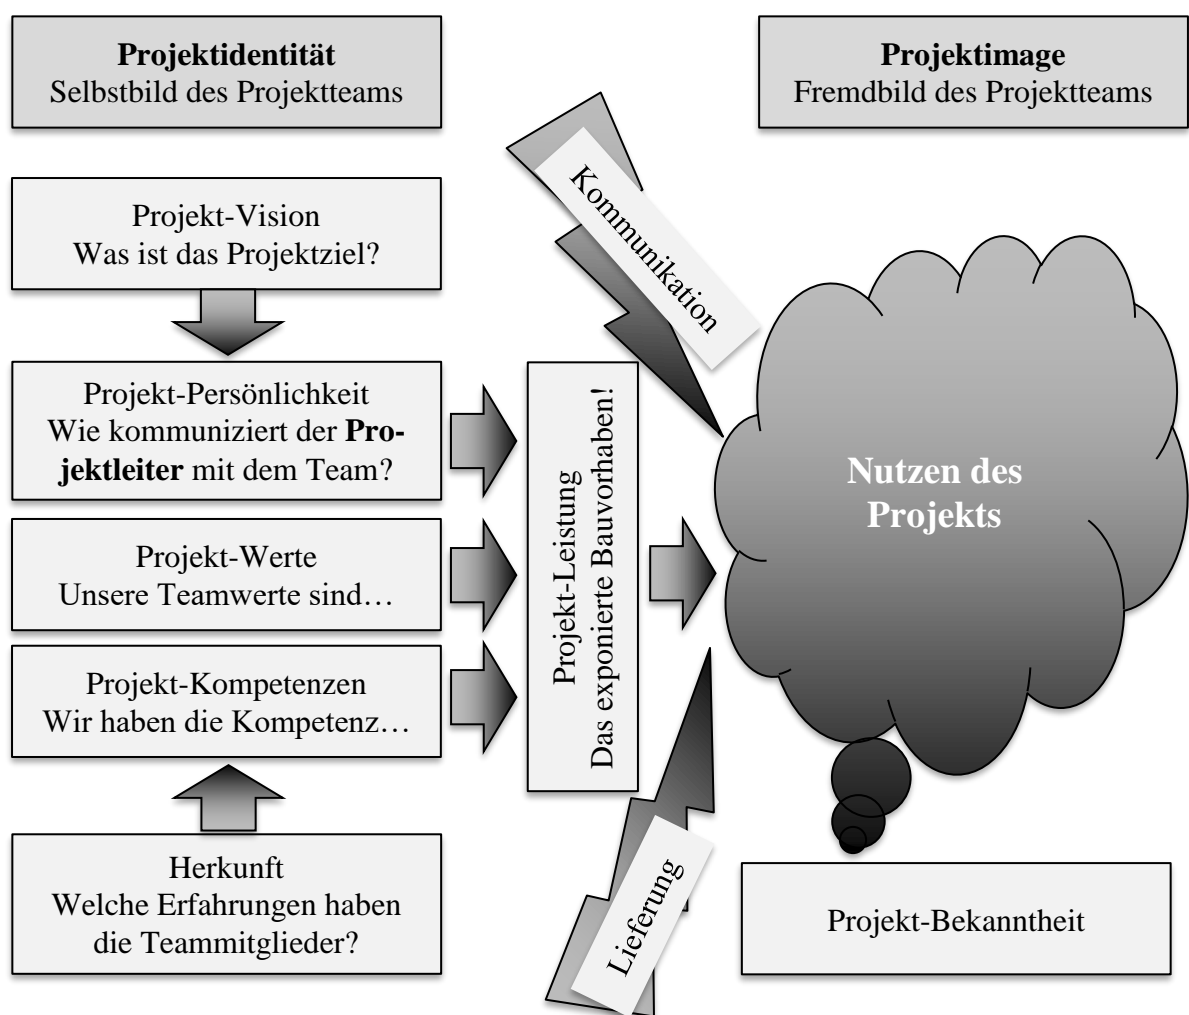 Projektidentität
Selbstbild des Projektteams
Projektimage
Fremdbild des Projektteams
Projekt-Vision
Was ist das Projektziel?
Projekt-Persönlichkeit
Wie kommuniziert der Pro-
jektleiter mit dem Team?
Projekt-Werte
Unsere Teamwerte sind…
Projekt-Kompetenzen
Wir haben die Kompetenz…
Herkunft
Welche Erfahrungen haben
die Teammitglieder?
Projekt-Leistung
Das exponierte Bauvorhaben!
Kommunikation
Lieferung
Nutzen des
Projekts
Projekt-Bekanntheit